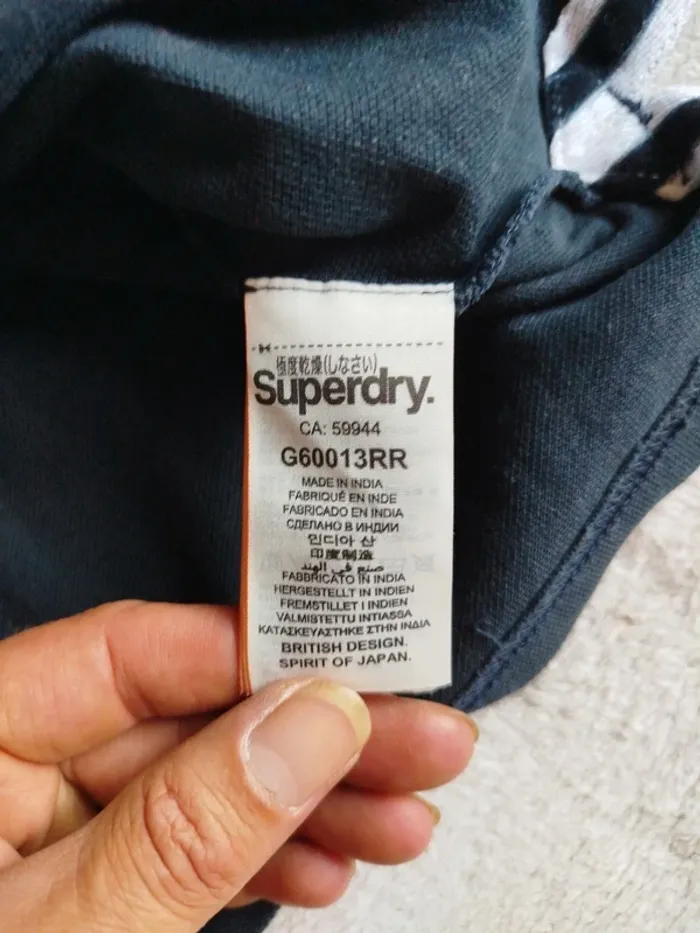 極度乾燥(しなさい)
Superdry.
CA: 59944
G60013RR
MADE IN INDIA
FABRIQUÉ EN INDE
FABRICADO EN INDIA
СДЕЛАНО В ИНДИИ
인디아 산
印度制造
صنع في الهند
FABBRICATO IN INDIA
HERGESTELLT IN INDIEN
FREMSTILLET I INDIEN
VALMISTETTU INTIASSA
ΚΑΤΑΣΚΕΥΑΣΤΗΚΕ ΣΤΗΝ ΙΝΔΙΑ
BRITISH DESIGN.
SPIRIT OF JAPAN.